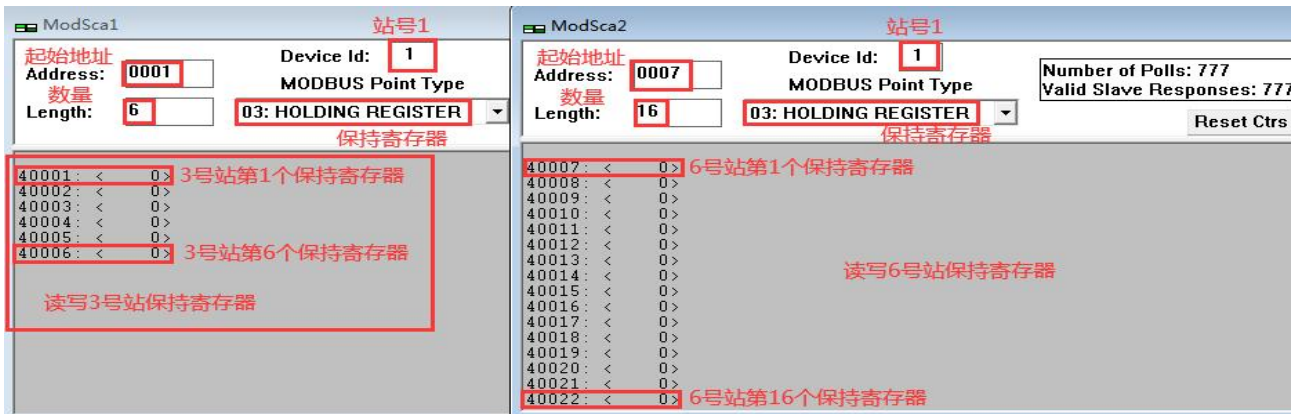 ModSca1
站号1
起始地址
Address: 0001
Device Id: 1
MODBUS Point Type
数量
Length: 6
03: HOLDING REGISTER
保持寄存器
40001: < 0> 3号站第1个保持寄存器
40002: < 0>
40003: < 0>
40004: < 0>
40005: < 0>
40006: < 0> 3号站第6个保持寄存器
读写3号站保持寄存器
ModSca2
站号1
起始地址
Address: 0007
Device Id: 1
MODBUS Point Type
数量
Length: 16
03: HOLDING REGISTER
保持寄存器
Number of Polls: 777
Valid Slave Responses: 777
Reset Ctrs
40007: < 0> 6号站第1个保持寄存器
40008: < 0>
40009: < 0>
40010: < 0>
40011: < 0>
40012: < 0>
40013: < 0>
40014: < 0> 读写6号站保持寄存器
40015: < 0>
40016: < 0>
40017: < 0>
40018: < 0>
40019: < 0>
40020: < 0>
40021: < 0>
40022: < 0> 6号站第16个保持寄存器